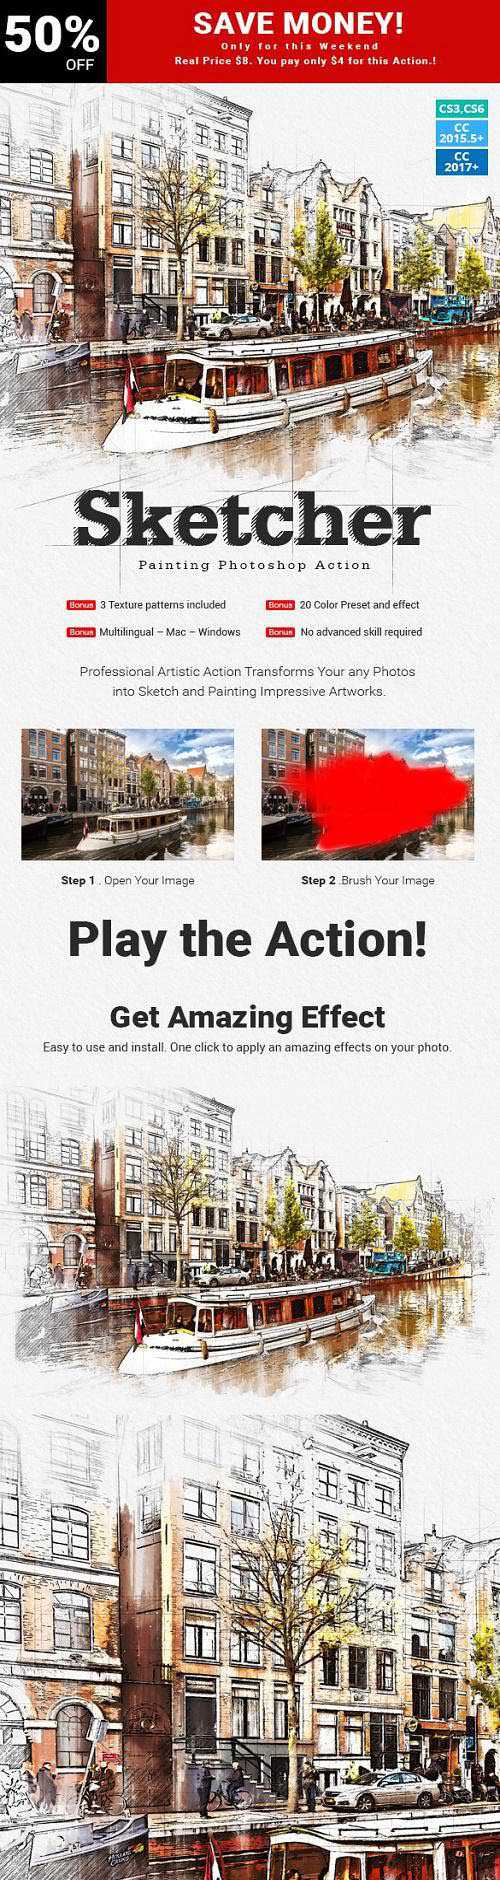 50%
OFF
SAVE MONEY!
Only for this Weekend
Real Price $8. You pay only $4 for this Action.!
CS3,CS6
CC
2015.5+
CC
2017+
Sketcher
Painting Photoshop Action
Bonus 3 Texture patterns included
Bonus 20 Color Preset and effect
Bonus Multilingual – Mac – Windows
Bonus No advanced skill required
Professional Artistic Action Transforms Your any Photos
into Sketch and Painting Impressive Artworks.
Step 1 . Open Your Image
Step 2 .Brush Your Image
Play the Action!
Get Amazing Effect
Easy to use and install. One click to apply an amazing effects on your photo.